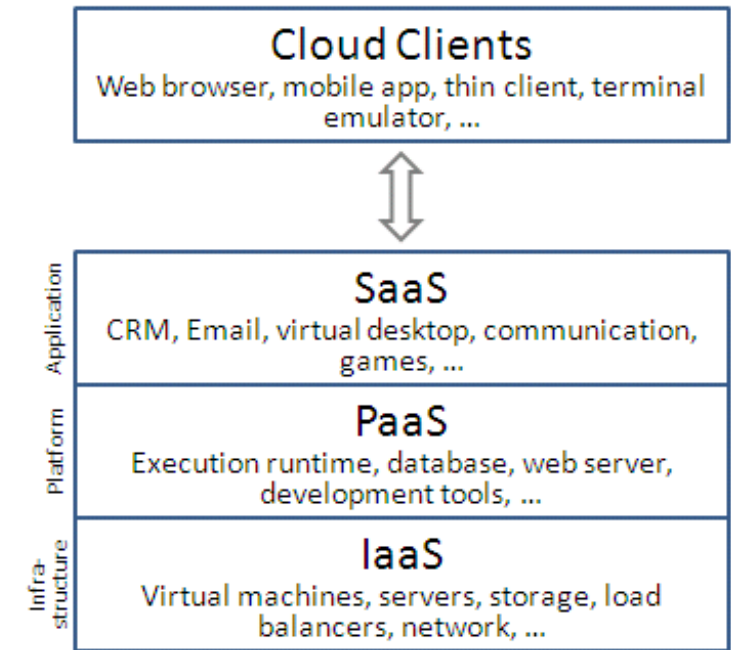 Cloud Clients
Web browser, mobile app, thin client, terminal
emulator, ...
Application
SaaS
CRM, Email, virtual desktop, communication,
games, ...
Platform
PaaS
Execution runtime, database, web server,
development tools, ...
Infra-
structure
IaaS
Virtual machines, servers, storage, load
balancers, network, ...